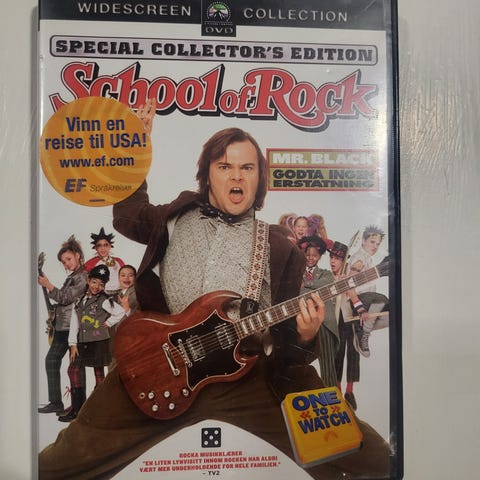 WIDESCREEN COLLECTION
DVD
SPECIAL COLLECTOR'S EDITION
School of Rock
Vinn en
reise til USA!
www.ef.com
EF Språkreiser
MR. BLACK
GODTA INGEN
ERSTATNING
ONE
TO
WATCH
ROCKA MUSIKKLÆRER
"EN LITEN LYNVISITT INNOM ROCKEN HAR ALDRI
VÆRT MER UNDERHOLDENDE FOR HELE FAMILIEN."
- TV2